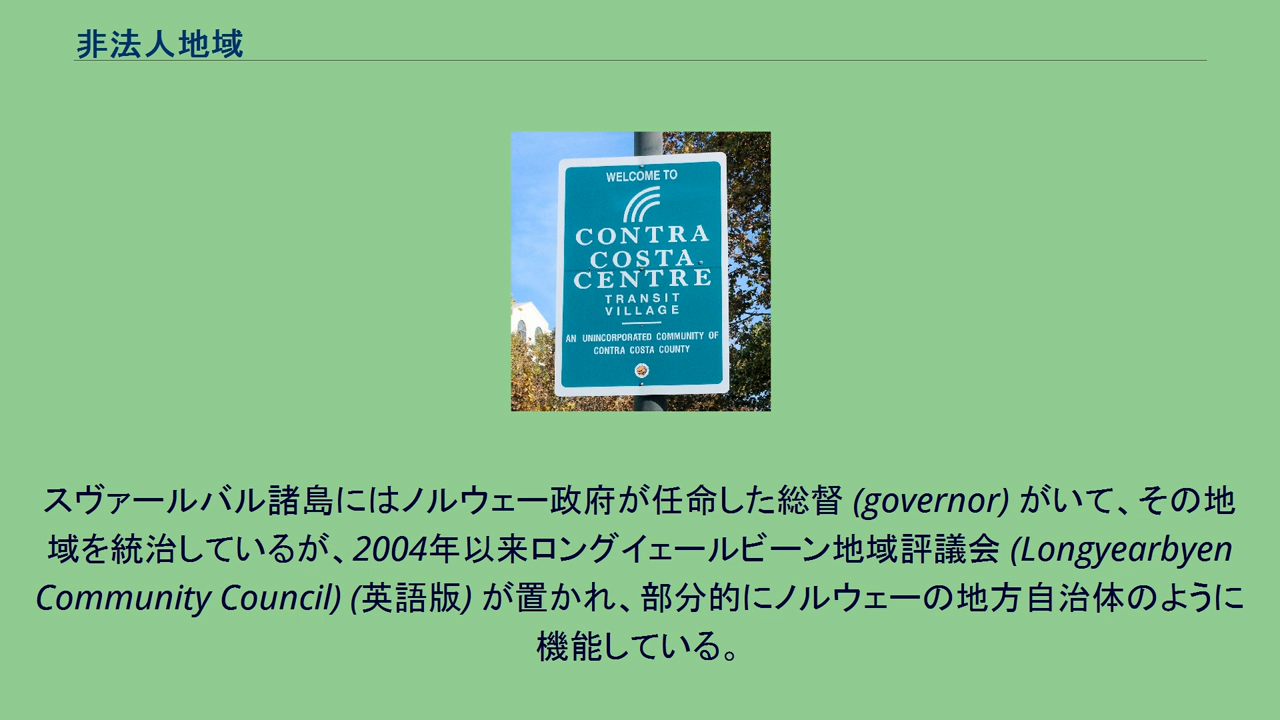 非法人地域
WELCOME TO
CONTRA
COSTA
CENTRE
TRANSIT
VILLAGE
AN UNINCORPORATED COMMUNITY OF
CONTRA COSTA COUNTY
スヴァールバル諸島にはノルウェー政府が任命した総督 (governor) がいて、その地
域を統治しているが、2004年以来ロングイェールビーン地域評議会 (Longyearbyen
Community Council) (英語版) が置かれ、部分的にノルウェーの地方自治体のように
機能している。